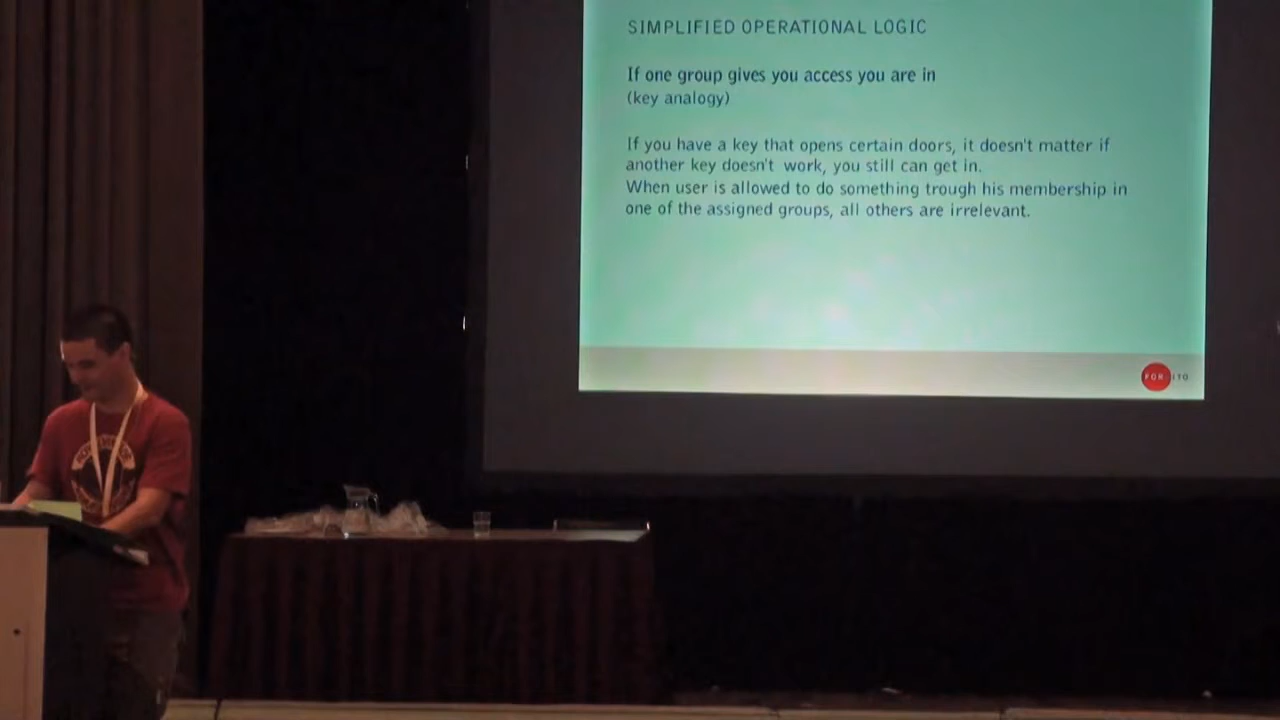 SIMPLIFIED OPERATIONAL LOGIC
If one group gives you access you are in
(key analogy)
If you have a key that opens certain doors, it doesn't matter if
another key doesn't work, you still can get in.
When user is allowed to do something trough his membership in
one of the assigned groups, all others are irrelevant.
FOR ITO